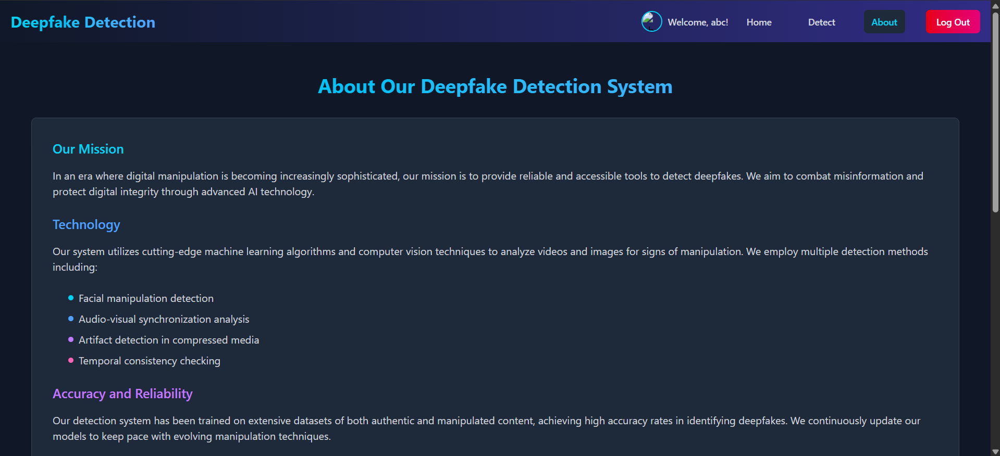 Deepfake Detection
Welcome, abc!
Home
Detect
About
Log Out
About Our Deepfake Detection System
Our Mission
In an era where digital manipulation is becoming increasingly sophisticated, our mission is to provide reliable and accessible tools to detect deepfakes. We aim to combat misinformation and
protect digital integrity through advanced AI technology.
Technology
Our system utilizes cutting-edge machine learning algorithms and computer vision techniques to analyze videos and images for signs of manipulation. We employ multiple detection methods
including:
Facial manipulation detection
Audio-visual synchronization analysis
Artifact detection in compressed media
Temporal consistency checking
Accuracy and Reliability
Our detection system has been trained on extensive datasets of both authentic and manipulated content, achieving high accuracy rates in identifying deepfakes. We continuously update our
models to keep pace with evolving manipulation techniques.